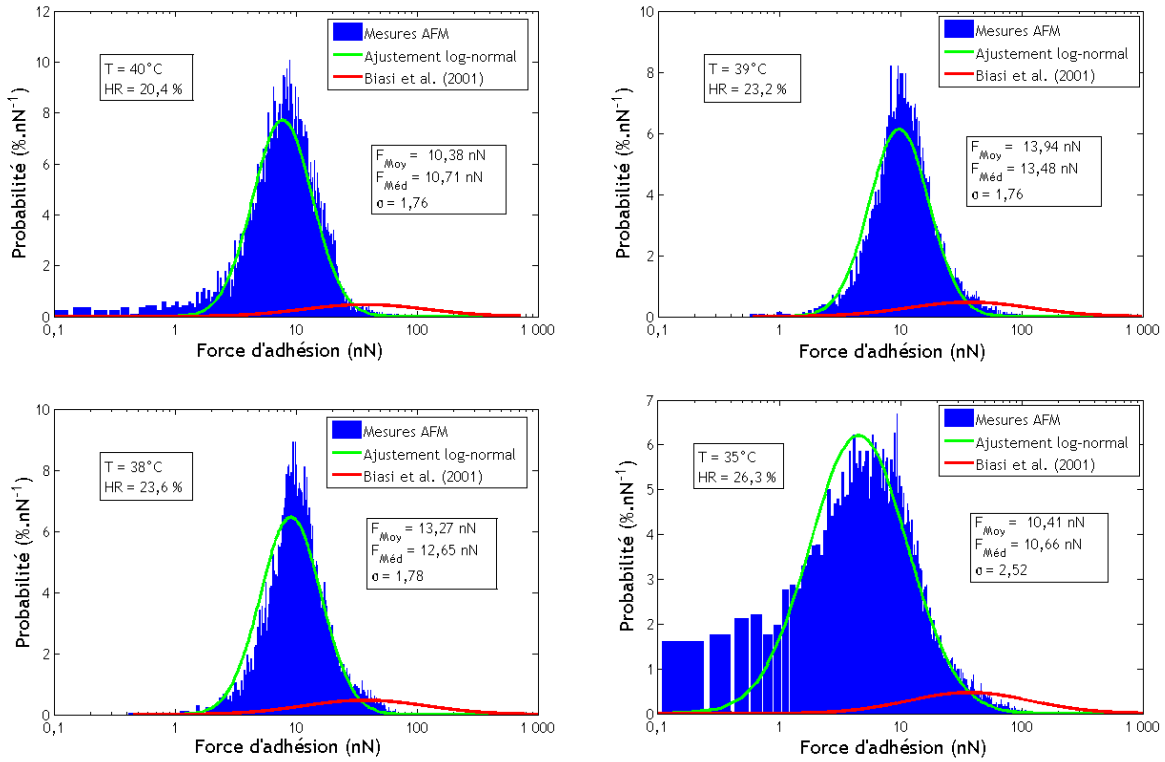 12
10
8
6
4
2
0
Probabilité (%.nN⁻¹)
T = 40°C
HR = 20,4 %
Mesures AFM
Ajustement log-normal
Biasi et al. (2001)
F_Moy = 10,38 nN
F_Méd = 10,71 nN
σ = 1,76
0,1 1 10 100 1 000
Force d'adhésion (nN)
10
8
6
4
2
0
Probabilité (%.nN⁻¹)
T = 39°C
HR = 23,2 %
Mesures AFM
Ajustement log-normal
Biasi et al. (2001)
F_Moy = 13,94 nN
F_Méd = 13,48 nN
σ = 1,76
0,1 1 10 100 1 000
Force d'adhésion (nN)
10
8
6
4
2
0
Probabilité (%.nN⁻¹)
T = 38°C
HR = 23,6 %
Mesures AFM
Ajustement log-normal
Biasi et al. (2001)
F_Moy = 13,27 nN
F_Méd = 12,65 nN
σ = 1,78
0,1 1 10 100 1 000
Force d'adhésion (nN)
7
6
5
4
3
2
1
0
Probabilité (%.nN⁻¹)
T = 35°C
HR = 26,3 %
Mesures AFM
Ajustement log-normal
Biasi et al. (2001)
F_Moy = 10,41 nN
F_Méd = 10,66 nN
σ = 2,52
0, 1 10 100 1 000
Force d'adhésion (nN)